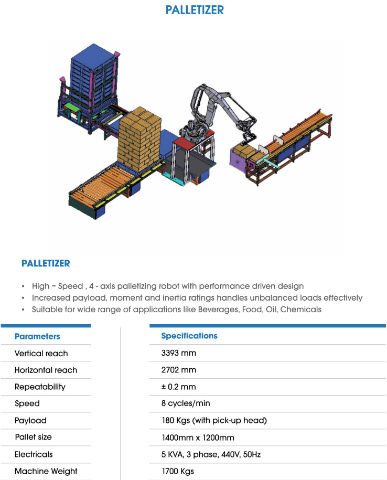 PALLETIZER
PALLETIZER
• High - Speed , 4 - axis palletizing robot with performance driven design
• Increased payload, moment and inertia ratings handles unbalanced loads effectively
• Suitable for wide range of applications like Beverages, Food, Oil, Chemicals
Parameters Specifications
Vertical reach 3393 mm
Horizontal reach 2702 mm
Repeatability ± 0.2 mm
Speed 8 cycles/min
Payload 180 Kgs (with pick-up head)
Pallet size 1400mm x 1200mm
Electricals 5 KVA, 3 phase, 440V, 50Hz
Machine Weight 1700 Kgs